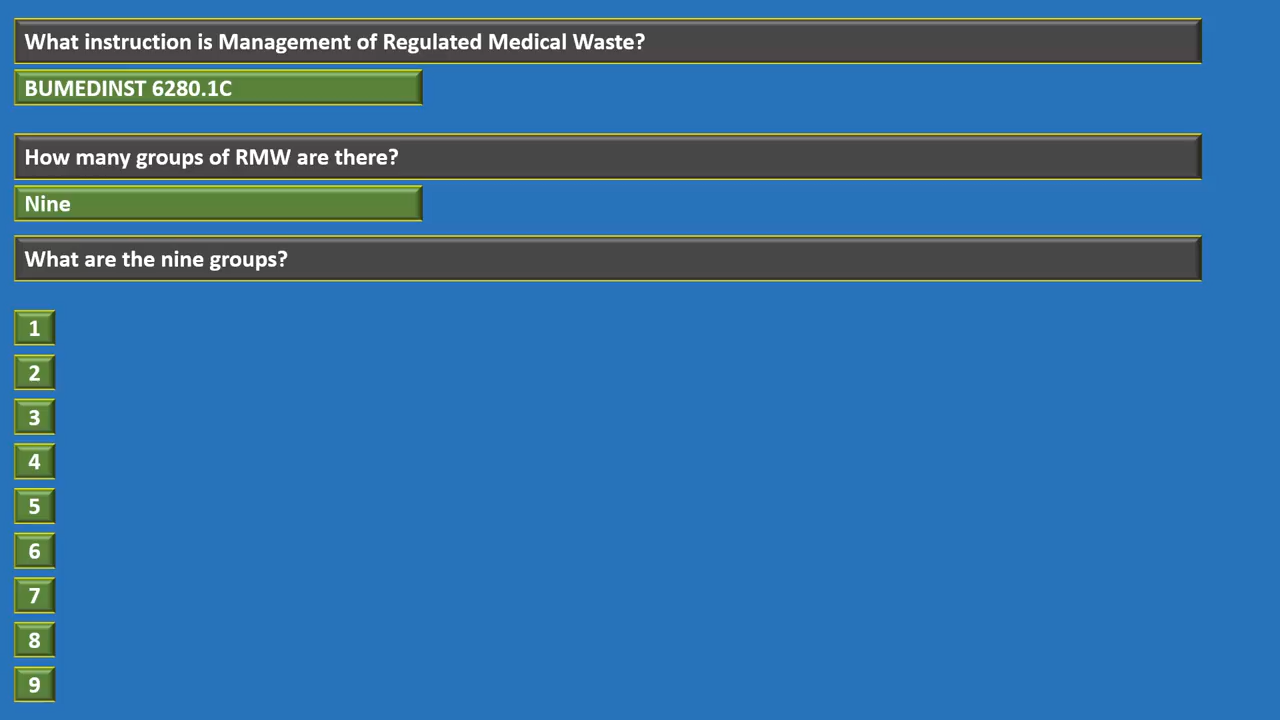 What instruction is Management of Regulated Medical Waste?
BUMEDINST 6280.1C
How many groups of RMW are there?
Nine
What are the nine groups?
1
2
3
4
5
6
7
8
9